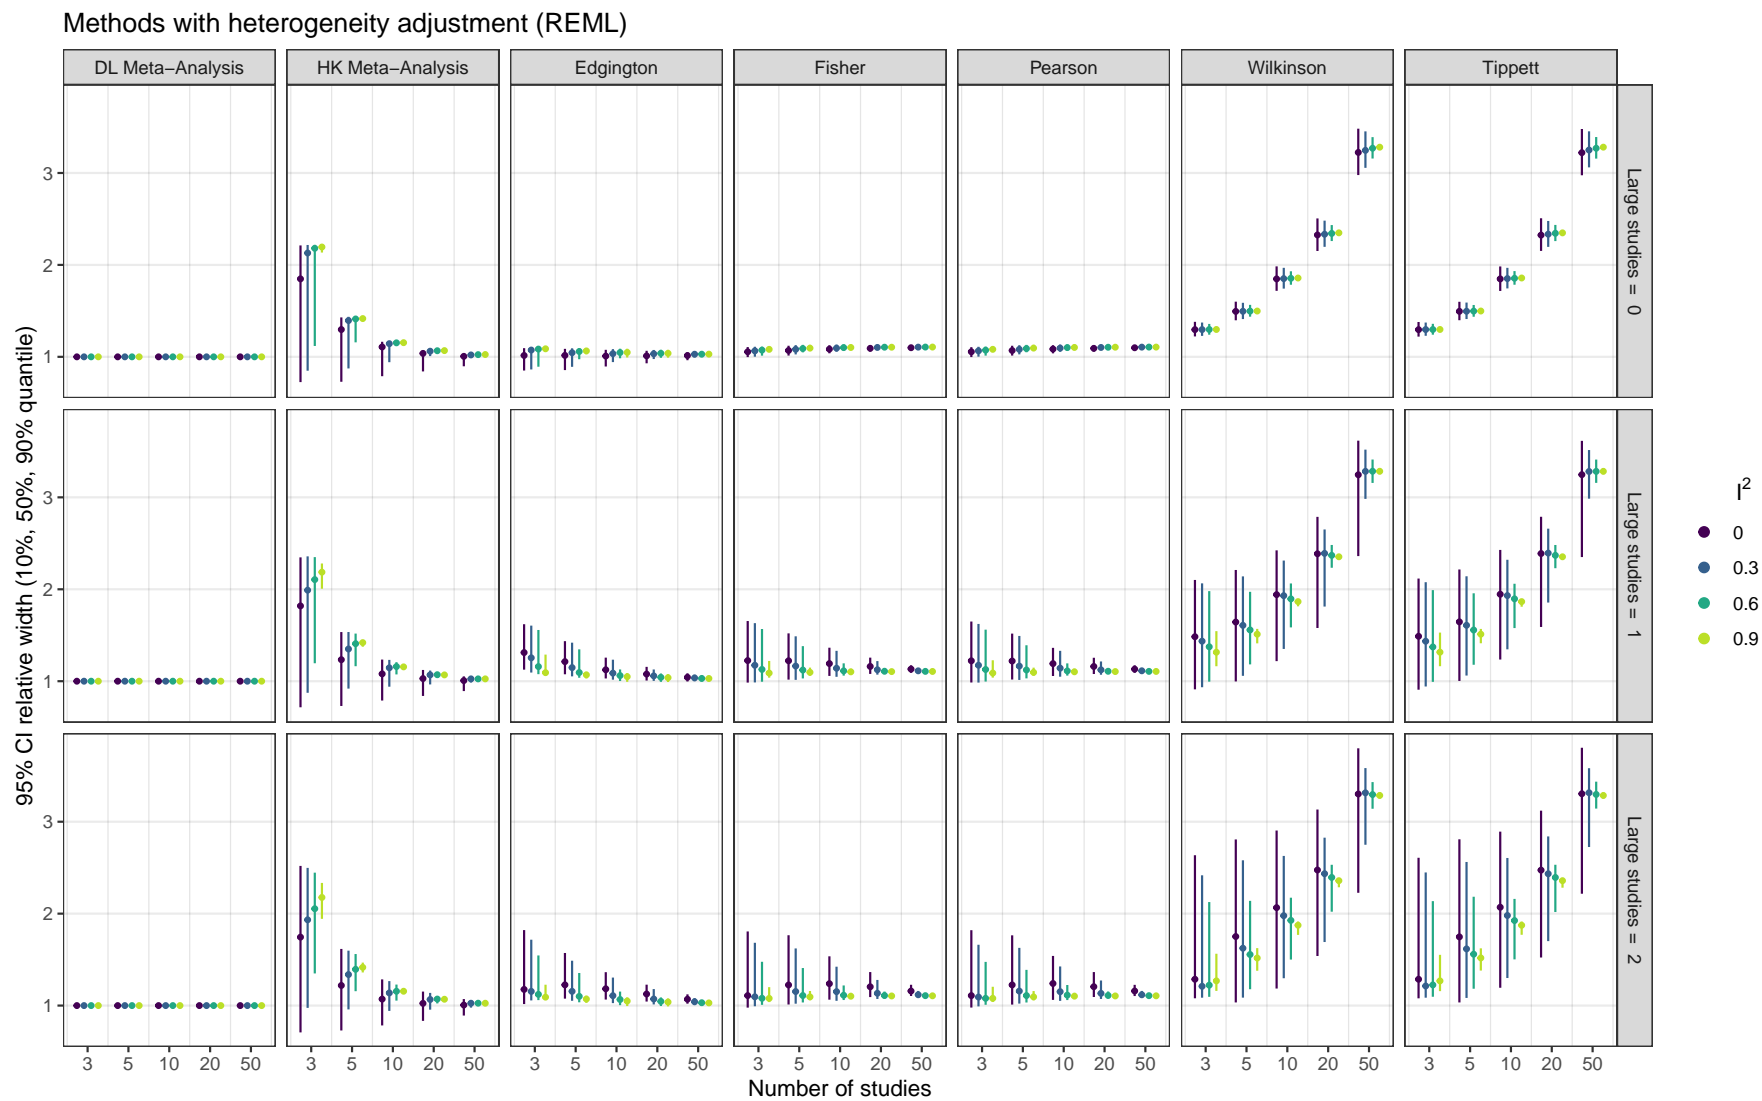 Methods with heterogeneity adjustment (REML)
DL Meta−Analysis HK Meta−Analysis Edgington Fisher Pearson Wilkinson Tippett
95% CI relative width (10%, 50%, 90% quantile)
3
2
1
Large studies = 0
3
2
1
Large studies = 1
3
2
1
Large studies = 2
3 5 10 20 50 3 5 10 20 50 3 5 10 20 50 3 5 10 20 50 3 5 10 20 50 3 5 10 20 50 3 5 10 20 50
Number of studies
I²
0
0.3
0.6
0.9